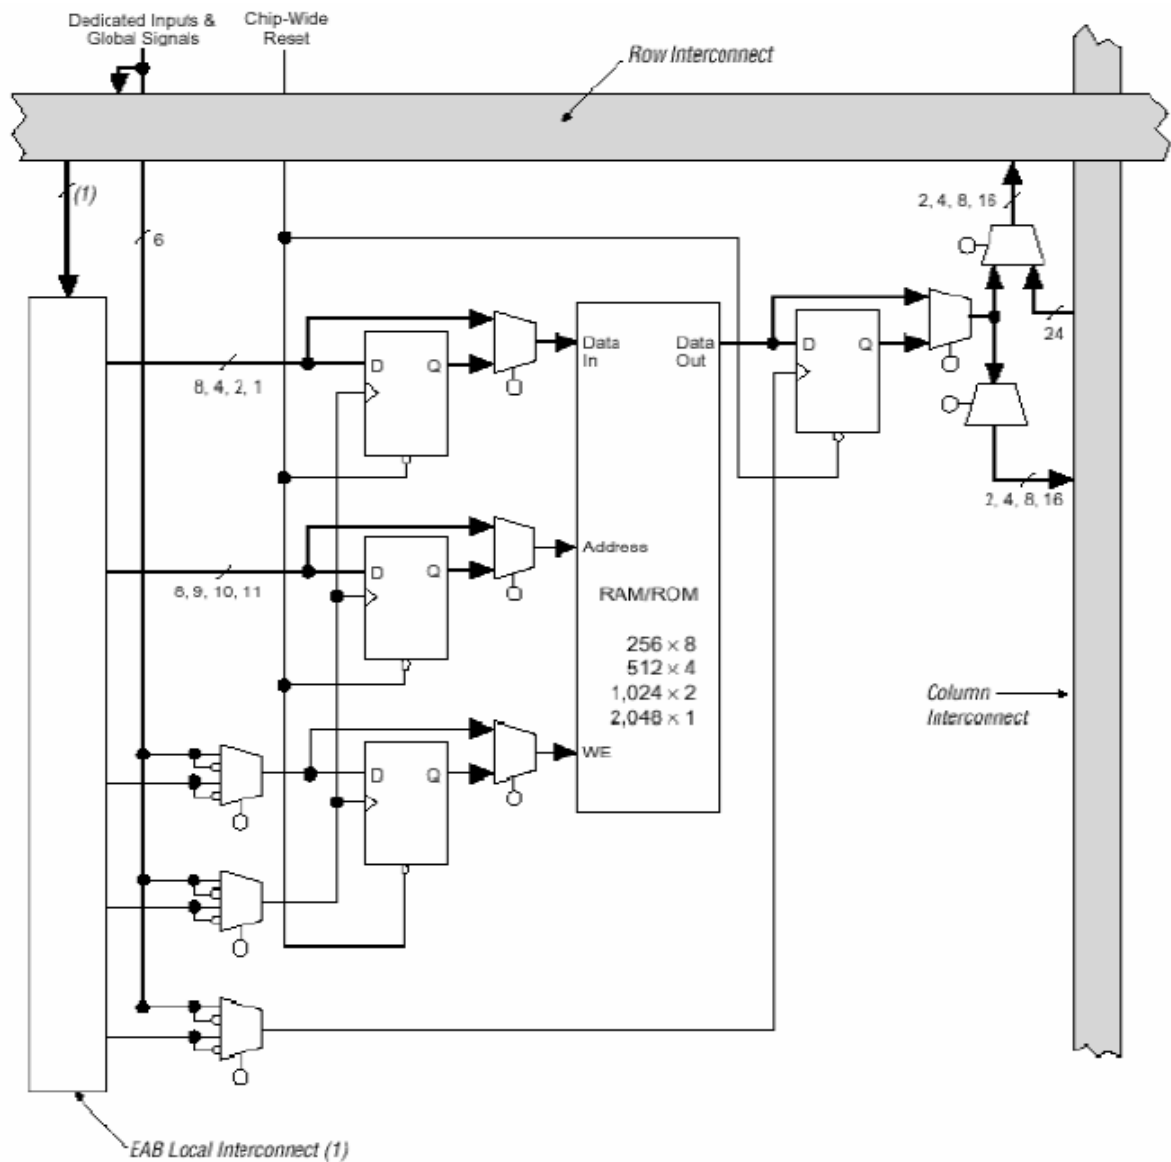 Dedicated Inputs &
Global Signals
Chip-Wide
Reset
Row Interconnect
(1)
6
2, 4, 8, 16
24
8, 4, 2, 1
D
Q
Data
In
Data
Out
D
Q
2, 4, 8, 16
8, 9, 10, 11
D
Q
Address
RAM/ROM
256 × 8
512 × 4
1,024 × 2
2,048 × 1
Column
Interconnect
D
Q
WE
EAB Local Interconnect (1)